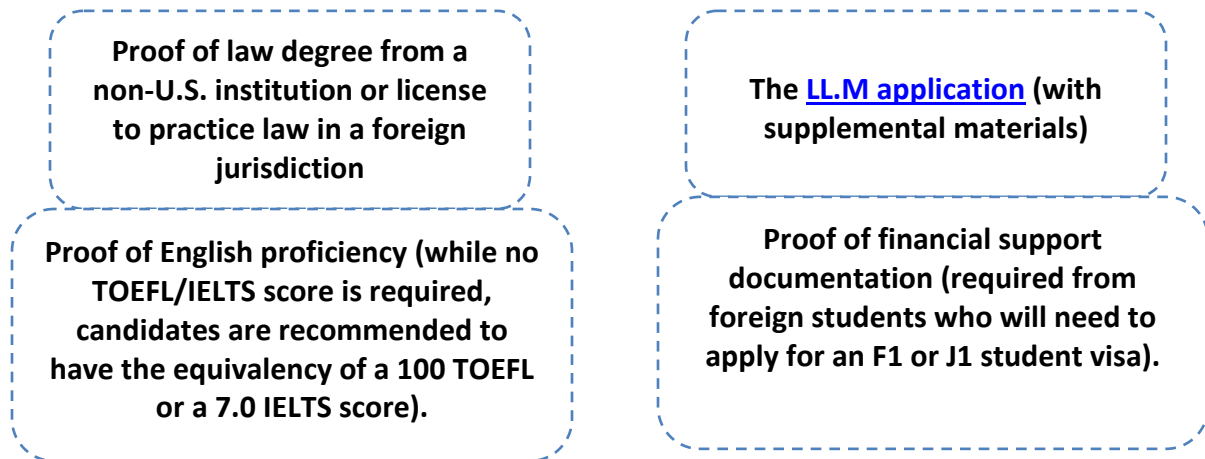 Proof of law degree from a
non-U.S. institution or license
to practice law in a foreign
jurisdiction
The LL.M application (with
supplemental materials)
Proof of English proficiency (while no
TOEFL/IELTS score is required,
candidates are recommended to
have the equivalency of a 100 TOEFL
or a 7.0 IELTS score).
Proof of financial support
documentation (required from
foreign students who will need to
apply for an F1 or J1 student visa).